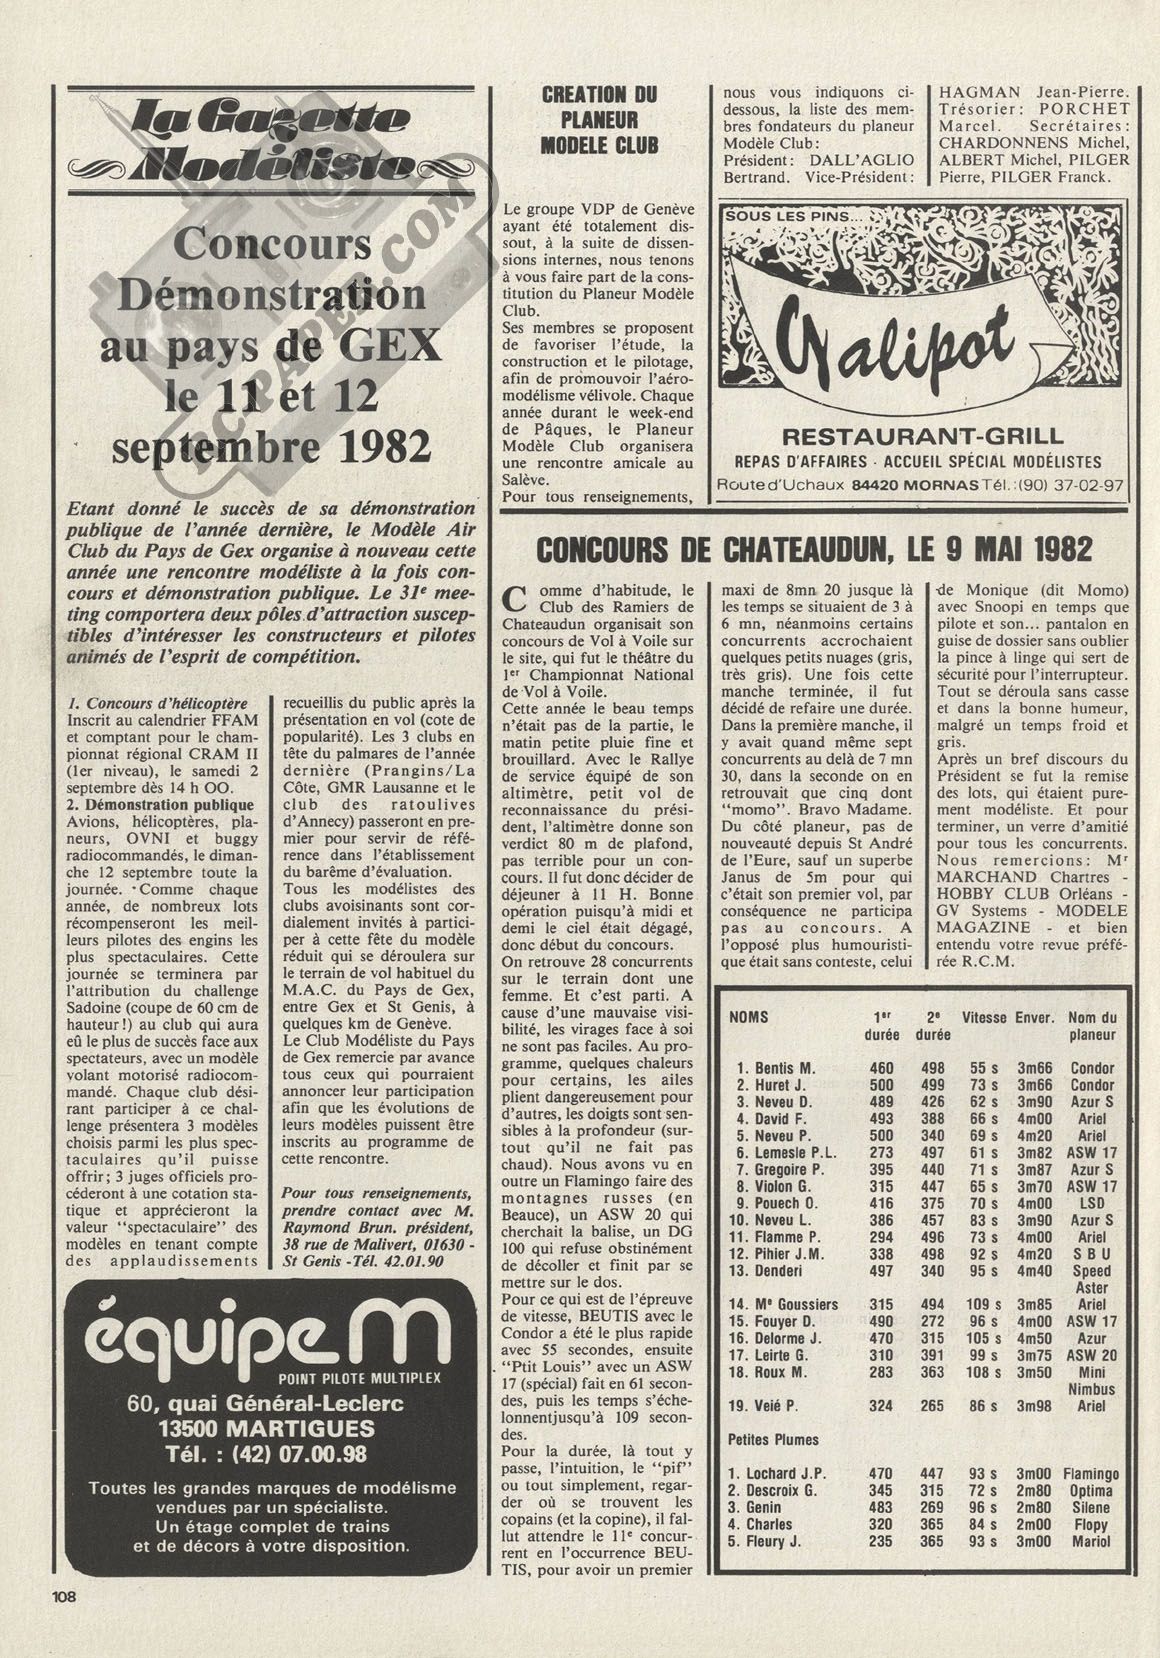 La Gazette
Modéliste
Concours
Démonstration
au pays de GEX
le 11 et 12
septembre 1982
RCPAPER.COM
Etant donné le succès de sa démonstration
publique de l'année dernière, le Modèle Air
Club du Pays de Gex organise à nouveau cette
année une rencontre modéliste à la fois con-
cours et démonstration publique. Le 31e mee-
ting comportera deux pôles d'attraction suscep-
tibles d'intéresser les constructeurs et pilotes
animés de l'esprit de compétition.
1. Concours d'hélicoptère
Inscrit au calendrier FFAM
et comptant pour le cham-
pionnat régional CRAM II
(1er niveau), le samedi 2
septembre dès 14 h OO.
2. Démonstration publique
Avions, hélicoptères, pla-
neurs, OVNI et buggy
radiocommandés, le diman-
che 12 septembre toute la
journée. Comme chaque
année, de nombreux lots
récompenseront les meil-
leurs pilotes des engins les
plus spectaculaires. Cette
journée se terminera par
l'attribution du challenge
Sadoine (coupe de 60 cm de
hauteur!) au club qui aura
eû le plus de succès face aux
spectateurs, avec un modèle
volant motorisé radiocom-
mandé. Chaque club dési-
rant participer à ce chal-
lenge présentera 3 modèles
choisis parmi les plus spec-
taculaires qu'il puisse
offrir; 3 juges officiels pro-
céderont à une cotation sta-
tique et apprécieront la
valeur "spectaculaire" des
modèles en tenant compte
des applaudissements
recueillis du public après la
présentation en vol (cote de
popularité). Les 3 clubs en
tête du palmares de l'année
dernière (Prangins/La
Côte, GMR Lausanne et le
club des ratoulives
d'Annecy) passeront en pre-
mier pour servir de réfé-
rence dans l'établissement
du barême d'évaluation.
Tous les modélistes des
clubs avoisinants sont cor-
dialement invités à partici-
per à cette fête du modèle
réduit qui se déroulera sur
le terrain de vol habituel du
M.A.C. du Pays de Gex,
entre Gex et St Genis, à
quelques km de Genève.
Le Club Modéliste du Pays
de Gex remercie par avance
tous ceux qui pourraient
annoncer leur participation
afin que les évolutions de
leurs modèles puissent être
inscrits au programme de
cette rencontre.
Pour tous renseignements,
prendre contact avec M.
Raymond Brun. président,
38 rue de Malivert, 01630 -
St Genis -Tél. 42.01.90
équipe M
POINT PILOTE MULTIPLEX
60, quai Général-Leclerc
13500 MARTIGUES
Tél. : (42) 07.00.98
Toutes les grandes marques de modélisme
vendues par un spécialiste.
Un étage complet de trains
et de décors à votre disposition.
108
CREATION DU
PLANEUR
MODELE CLUB
Le groupe VDP de Genève
ayant été totalement dis-
sout, à la suite de dissen-
sions internes, nous tenons
à vous faire part de la cons-
titution du Planeur Modèle
Club.
Ses membres se proposent
de favoriser l'étude, la
construction et le pilotage,
afin de promouvoir l'aéro-
modélisme vélivole. Chaque
année durant le week-end
de Pâques, le Planeur
Modèle Club organisera
une rencontre amicale au
Salève.
Pour tous renseignements,
nous vous indiquons ci-
dessous, la liste des mem-
bres fondateurs du planeur
Modèle Club:
Président: DALL'AGLIO
Bertrand. Vice-Président:
HAGMAN Jean-Pierre.
Trésorier: PORCHET
Marcel. Secrétaires:
CHARDONNENS Michel,
ALBERT Michel, PILGER
Pierre, PILGER Franck.
SOUS LES PINS...
Galipot
RESTAURANT-GRILL
REPAS D'AFFAIRES · ACCUEIL SPÉCIAL MODÉLISTES
Route d'Uchaux 84420 MORNAS Tél.:(90) 37-02-97
CONCOURS DE CHATEAUDUN, LE 9 MAI 1982
Comme d'habitude, le
Club des Ramiers de
Chateaudun organisait son
concours de Vol à Voile sur
le site, qui fut le théâtre du
1er Championnat National
de Vol à Voile.
Cette année le beau temps
n'était pas de la partie, le
matin petite pluie fine et
brouillard. Avec le Rallye
de service équipé de son
altimètre, petit vol de
reconnaissance du prési-
dent, l'altimètre donne son
verdict 80 m de plafond,
pas terrible pour un con-
cours. Il fut donc décider de
déjeuner à 11 H. Bonne
opération puisqu'à midi et
demi le ciel était dégagé,
donc début du concours.
On retrouve 28 concurrents
sur le terrain dont une
femme. Et c'est parti. A
cause d'une mauvaise visi-
bilité, les virages face à soi
ne sont pas faciles. Au pro-
gramme, quelques chaleurs
pour certains, les ailes
plient dangereusement pour
d'autres, les doigts sont sen-
sibles à la profondeur (sur-
tout qu'il ne fait pas
chaud). Nous avons vu en
outre un Flamingo faire des
montagnes russes (en
Beauce), un ASW 20 qui
cherchait la balise, un DG
100 qui refuse obstinément
de décoller et finit par se
mettre sur le dos.
Pour ce qui est de l'épreuve
de vitesse, BEUTIS avec le
Condor a été le plus rapide
avec 55 secondes, ensuite
"Ptit Louis" avec un ASW
17 (spécial) fait en 61 secon-
des, puis les temps s'éche-
lonnentjusqu'à 109 secon-
des.
Pour la durée, là tout y
passe, l'intuition, le "pif"
ou tout simplement, regar-
der où se trouvent les
copains (et la copine), il fal-
lut attendre le 11e concur-
rent en l'occurrence BEU-
TIS, pour avoir un premier
maxi de 8mn 20 jusque là
les temps se situaient de 3 à
6 mn, néanmoins certains
concurrents accrochaient
quelques petits nuages (gris,
très gris). Une fois cette
manche terminée, il fut
décidé de refaire une durée.
Dans la première manche, il
y avait quand même sept
concurrents au delà de 7 mn
30, dans la seconde on en
retrouvait que cinq dont
"momo". Bravo Madame.
Du côté planeur, pas de
nouveauté depuis St André
de l'Eure, sauf un superbe
Janus de 5m pour qui
c'était son premier vol, par
conséquence ne participa
pas au concours. A
l'opposé plus humouristi-
que était sans conteste, celui
de Monique (dit Momo)
avec Snoopi en temps que
pilote et son... pantalon en
guise de dossier sans oublier
la pince à linge qui sert de
sécurité pour l'interrupteur.
Tout se déroula sans casse
et dans la bonne humeur,
malgré un temps froid et
gris.
Après un bref discours du
Président se fut la remise
des lots, qui étaient pure-
ment modéliste. Et pour
terminer, un verre d'amitié
pour tous les concurrents.
Nous remercions: Mr
MARCHAND Chartres -
HOBBY CLUB Orléans -
GV Systems - MODELE
MAGAZINE - et bien
entendu votre revue préfé-
rée R.C.M.
NOMS 1er durée 2e durée Vitesse Enver. Nom du planeur
1. Bentis M. 460 498 55 s 3m66 Condor
2. Huret J. 500 499 73 s 3m66 Condor
3. Neveu D. 489 426 62 s 3m90 Azur S
4. David F. 493 388 66 s 4m00 Ariel
5. Neveu P. 500 340 69 s 4m20 Ariel
6. Lemesle P.L. 273 497 61 s 3m82 ASW 17
7. Gregoire P. 395 440 71 s 3m87 Azur S
8. Violon G. 315 447 65 s 3m70 ASW 17
9. Pouech O. 416 375 70 s 4m00 LSD
10. Neveu L. 386 457 83 s 3m90 Azur S
11. Flamme P. 294 496 73 s 4m00 Ariel
12. Pihier J.M. 338 498 92 s 4m20 S B U
13. Denderi 497 340 95 s 4m40 Speed
Aster
14. Me Goussiers 315 494 109 s 3m85 Ariel
15. Fouyer D. 490 272 96 s 4m00 ASW 17
16. Delorme J. 470 315 105 s 4m50 Azur
17. Leirte G. 310 391 99 s 3m75 ASW 20
18. Roux M. 283 363 108 s 3m50 Mini
Nimbus
19. Veié P. 324 265 86 s 3m98 Ariel
Petites Plumes
1. Lochard J.P. 470 447 93 s 3m00 Flamingo
2. Descroix G. 345 315 72 s 2m80 Optima
3. Genin 483 269 96 s 2m80 Silene
4. Charles 320 365 84 s 2m00 Flopy
5. Fleury J. 235 365 93 s 3m00 Mariol